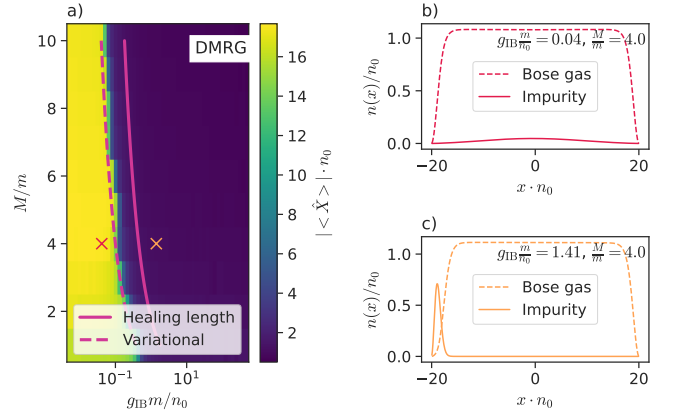 a)
DMRG
10
8
6
4
2
M/m
10⁻¹
10¹
g_IB m/n₀
Healing length
Variational
16
14
12
10
8
6
4
2
| < X̂ > | · n₀
b)
g_IB m/n₀ = 0.04, M/m = 4.0
Bose gas
Impurity
1.0
0.5
0.0
n(x)/n₀
−20
0
20
x · n₀
c)
g_IB m/n₀ = 1.41, M/m = 4.0
Bose gas
Impurity
1.0
0.5
0.0
n(x)/n₀
−20
0
20
x · n₀